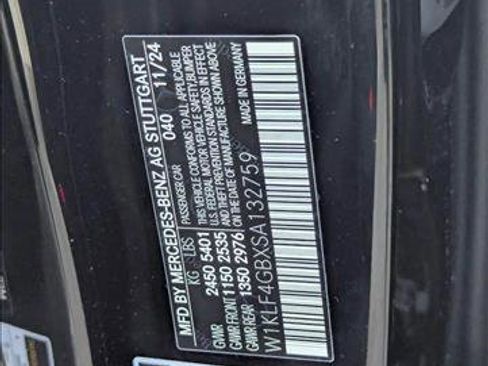 MFD BY MERCEDES-BENZ AG STUTTGART
040 11/24
KG LBS PASSENGER CAR
GVWR 2450 5401 THIS VEHICLE CONFORMS TO ALL APPLICABLE
GAWR FRONT 1150 2535 U.S. FEDERAL MOTOR VEHICLE SAFETY, BUMPER
GAWR REAR 1350 2976 AND THEFT PREVENTION STANDARDS IN EFFECT
ON THE DATE OF MANUFACTURE SHOWN ABOVE
W1KLF4GBXSA132759 MADE IN GERMANY